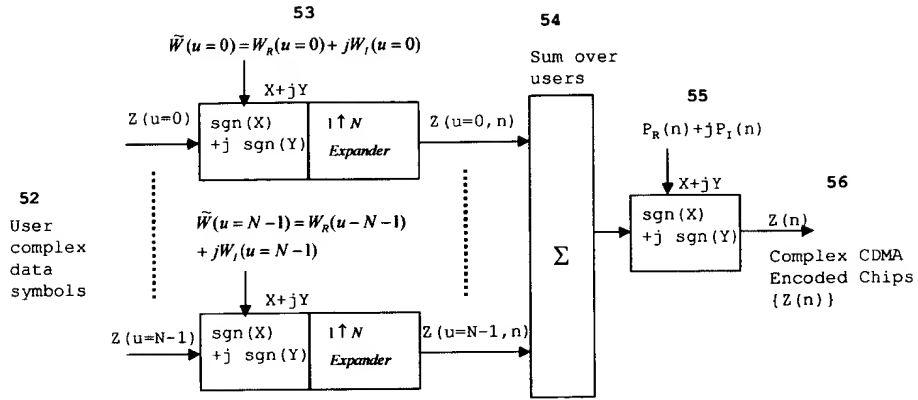 53
54
W̃(u=0)=W_R(u=0)+jW_I(u=0)
Sum over
users
X+jY
55
Z(u=0)
sgn(X)
+j sgn(Y)
1↑N
Expander
Z(u=0,n)
P_R(n)+jP_I(n)
X+jY
52
User
complex
data
symbols
W̃(u=N-1)=W_R(u-N-1)
+jW_I(u=N-1)
Σ
sgn(X)
+j sgn(Y)
56
Z(n)
Complex CDMA
Encoded Chips
{Z(n)}
X+jY
Z(u=N-1)
sgn(X)
+j sgn(Y)
1↑N
Expander
Z(u=N-1,n)